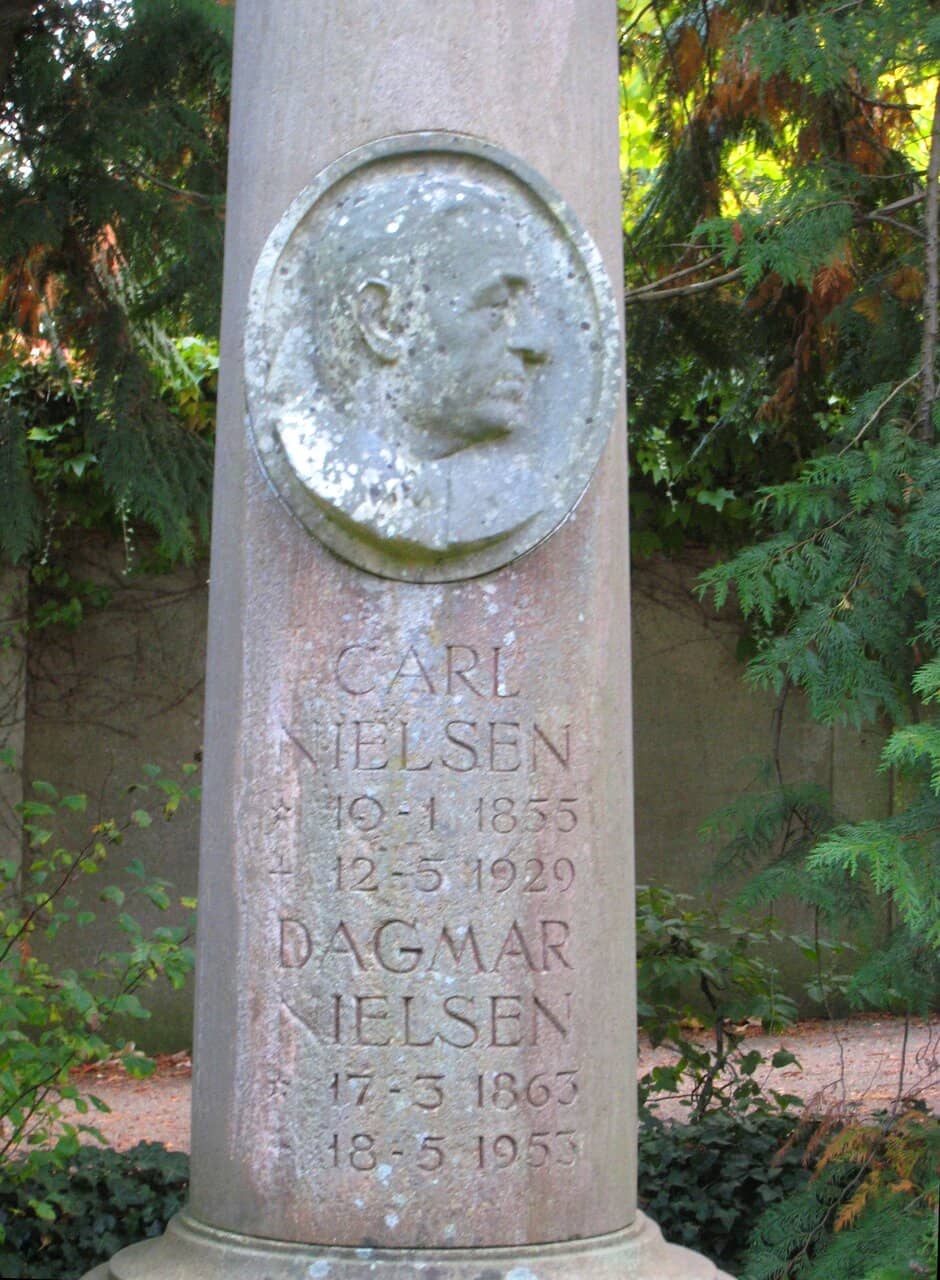 CARL
NIELSEN
* 10-1 1855
† 12-5 1929
DAGMAR
NIELSEN
* 17-3 1863
† 18-5 1953